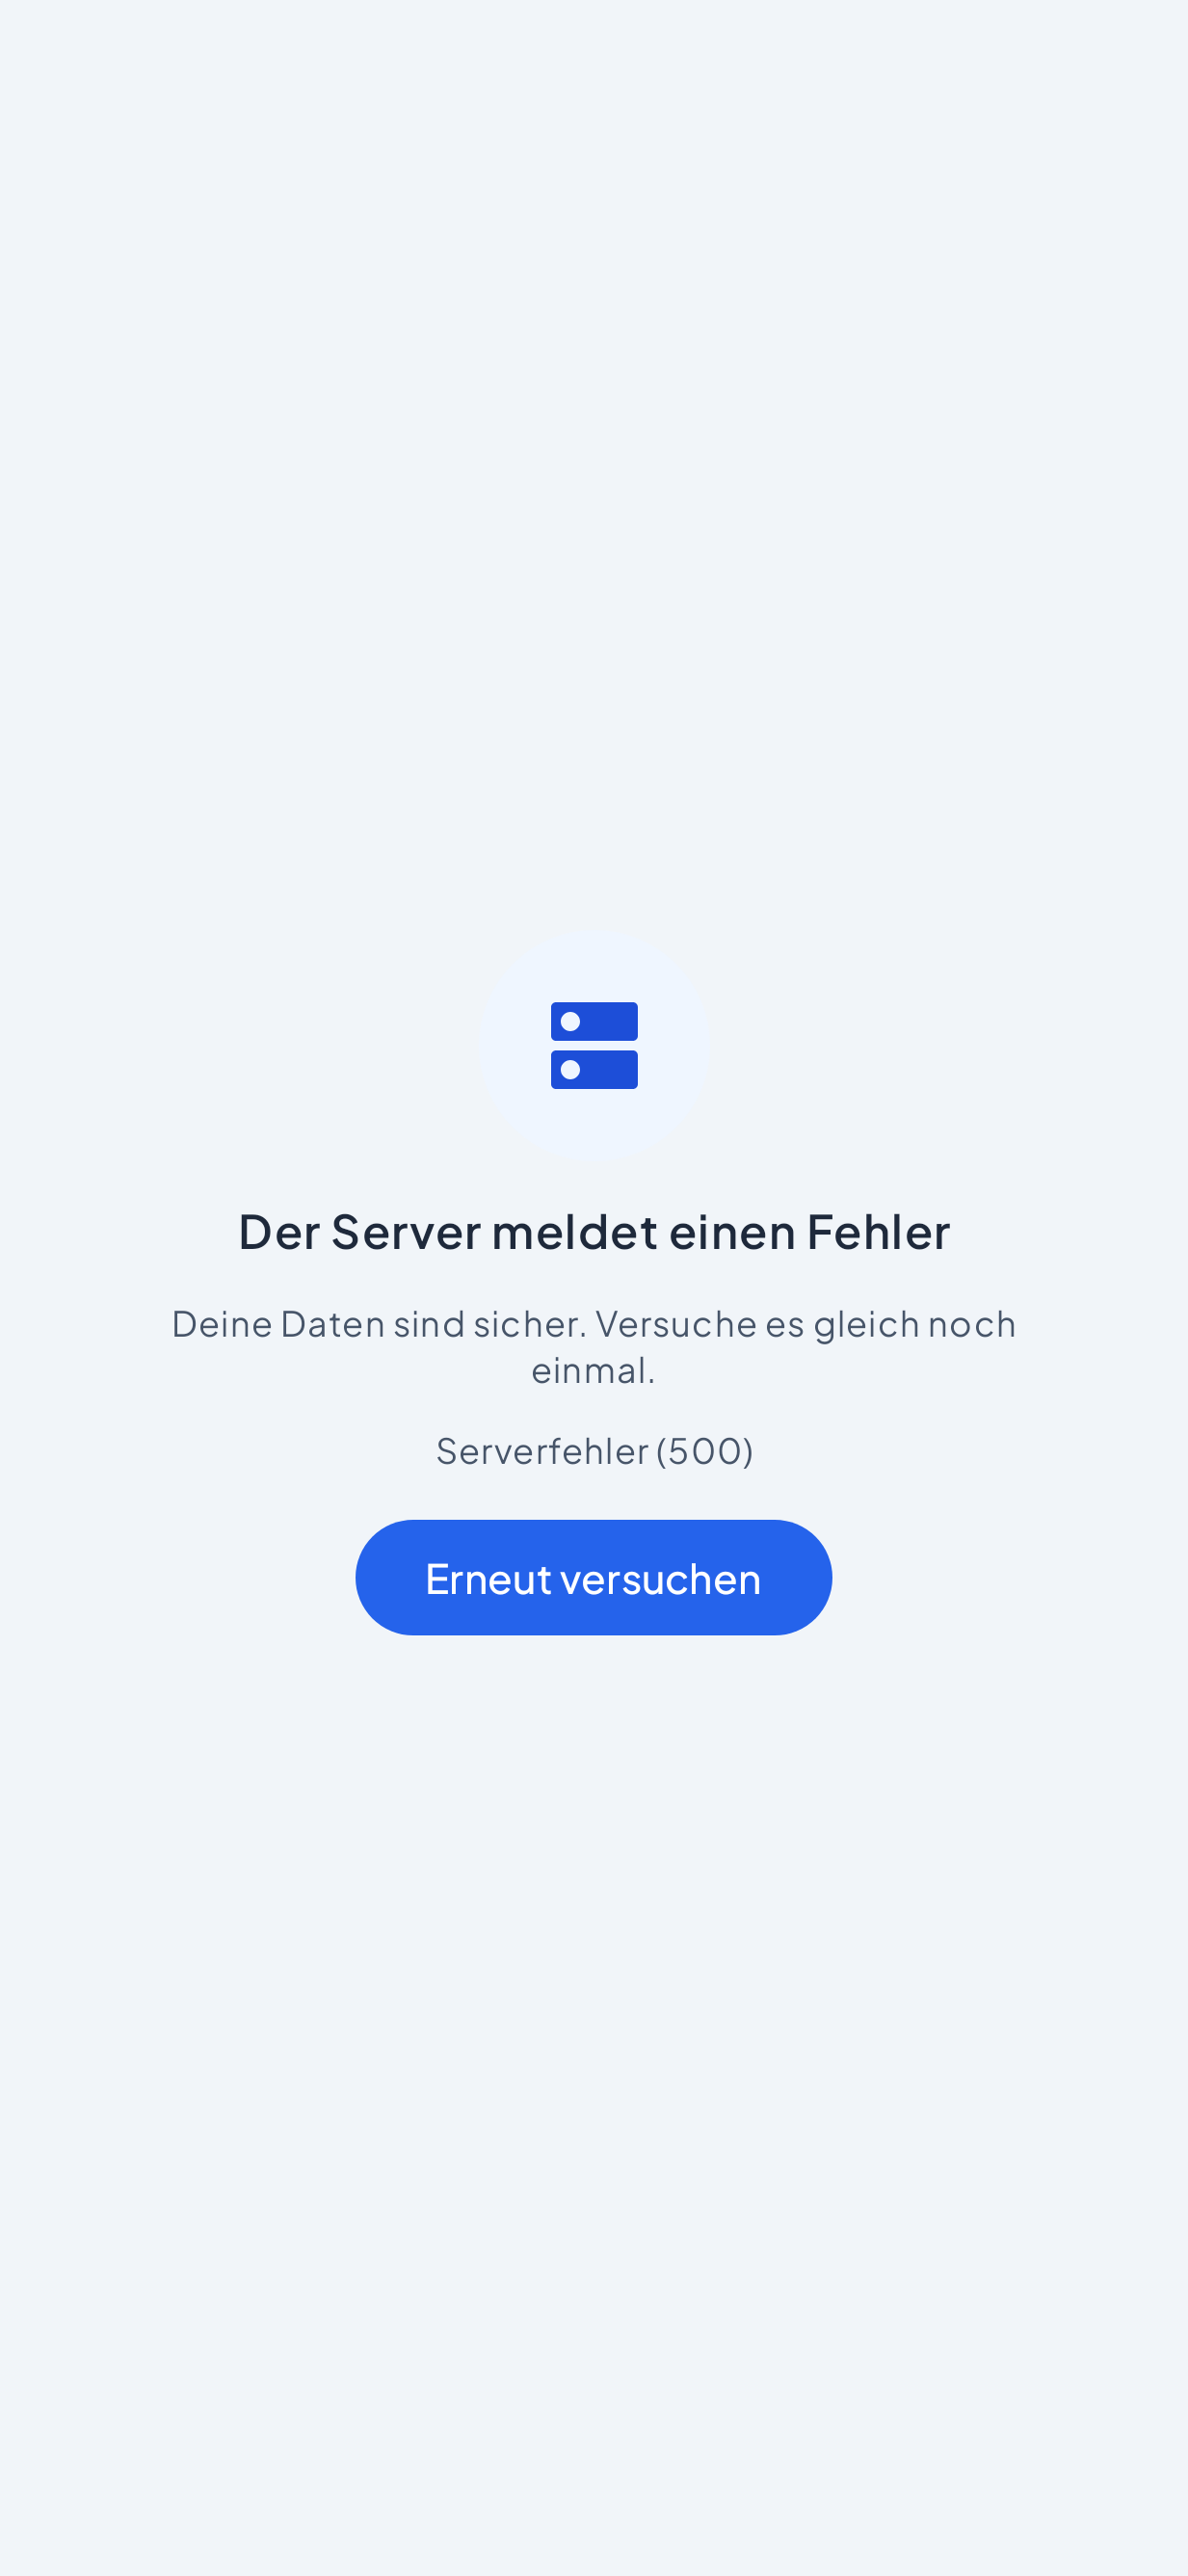 Der Server meldet einen Fehler
Deine Daten sind sicher. Versuche es gleich noch
einmal.
Serverfehler (500)
Erneut versuchen